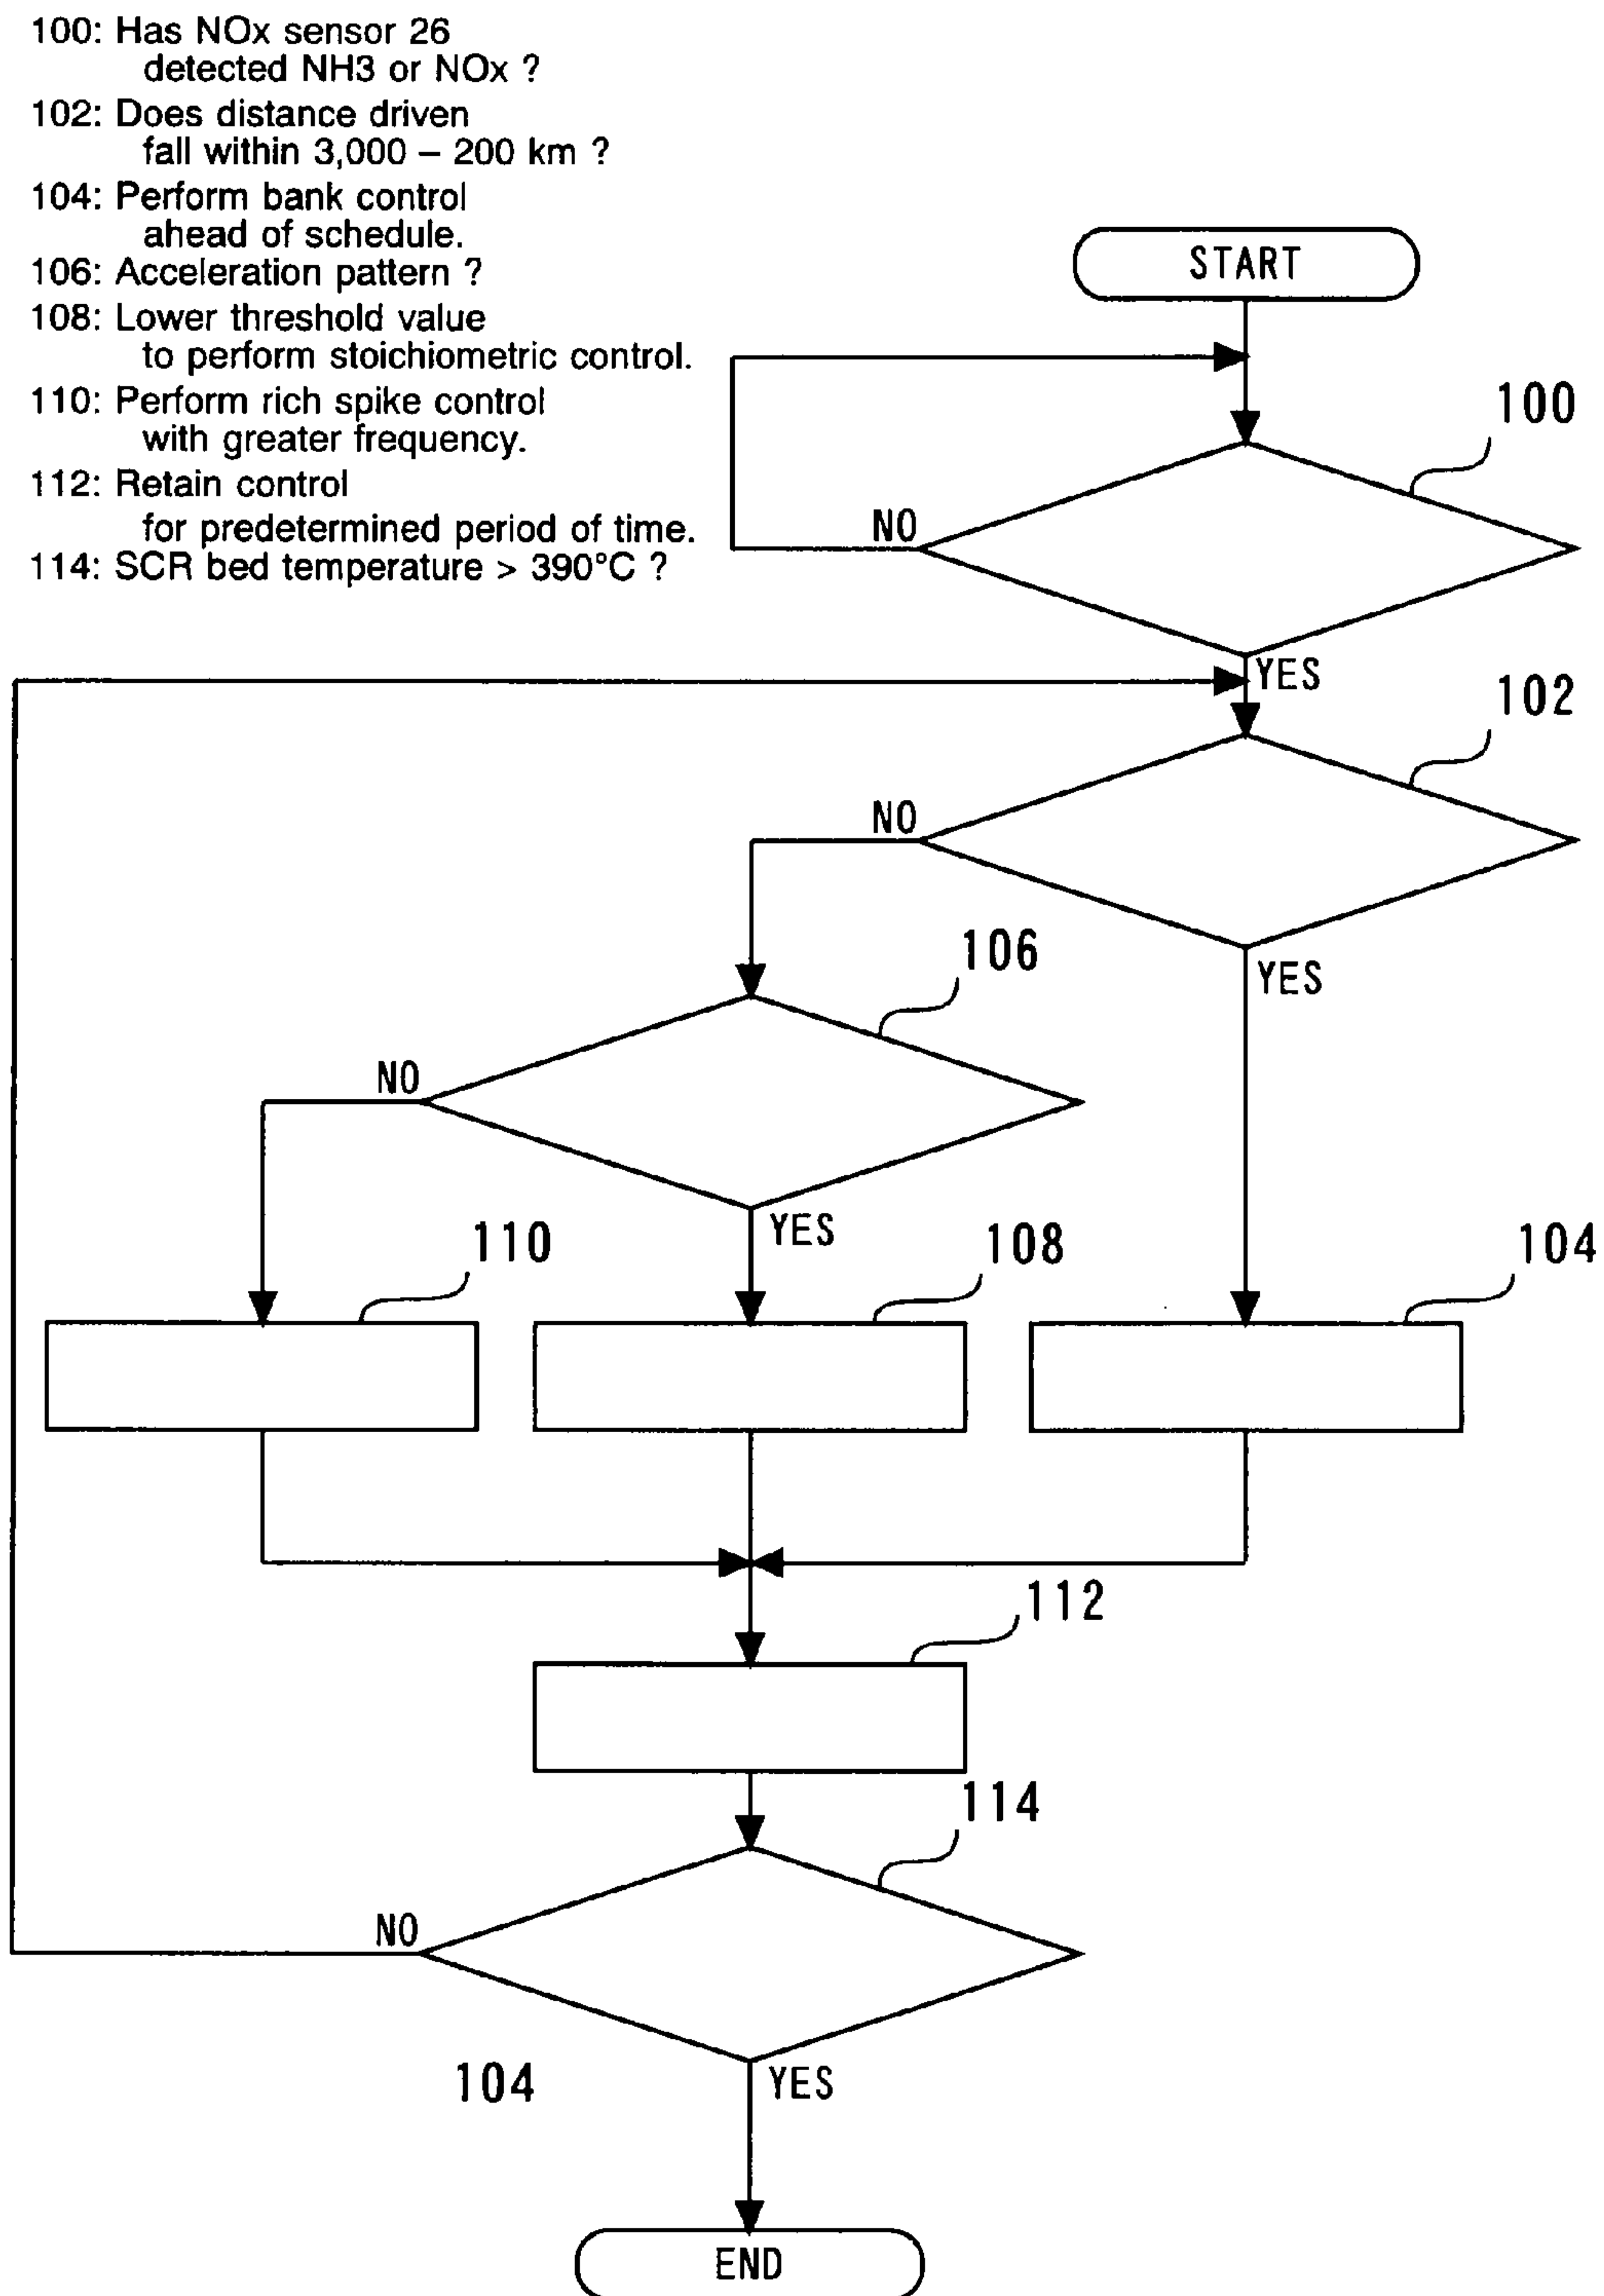 100: Has NOx sensor 26
detected NH3 or NOx ?
102: Does distance driven
fall within 3,000 – 200 km ?
104: Perform bank control
ahead of schedule.
106: Acceleration pattern ?
108: Lower threshold value
to perform stoichiometric control.
110: Perform rich spike control
with greater frequency.
112: Retain control
for predetermined period of time.
114: SCR bed temperature > 390°C ?
START
100
NO
YES
102
NO
YES
106
NO
YES
110
108
104
112
114
NO
104
YES
END